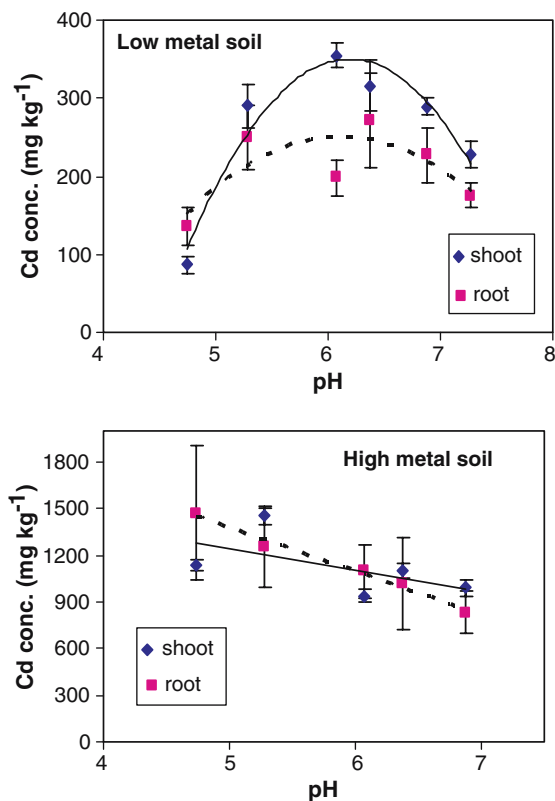 Low metal soil
Cd conc. (mg kg⁻¹)
400
300
200
100
0
shoot
root
4 5 6 7 8
pH
High metal soil
Cd conc. (mg kg⁻¹)
1800
1500
1200
900
600
300
0
shoot
root
4 5 6 7
pH